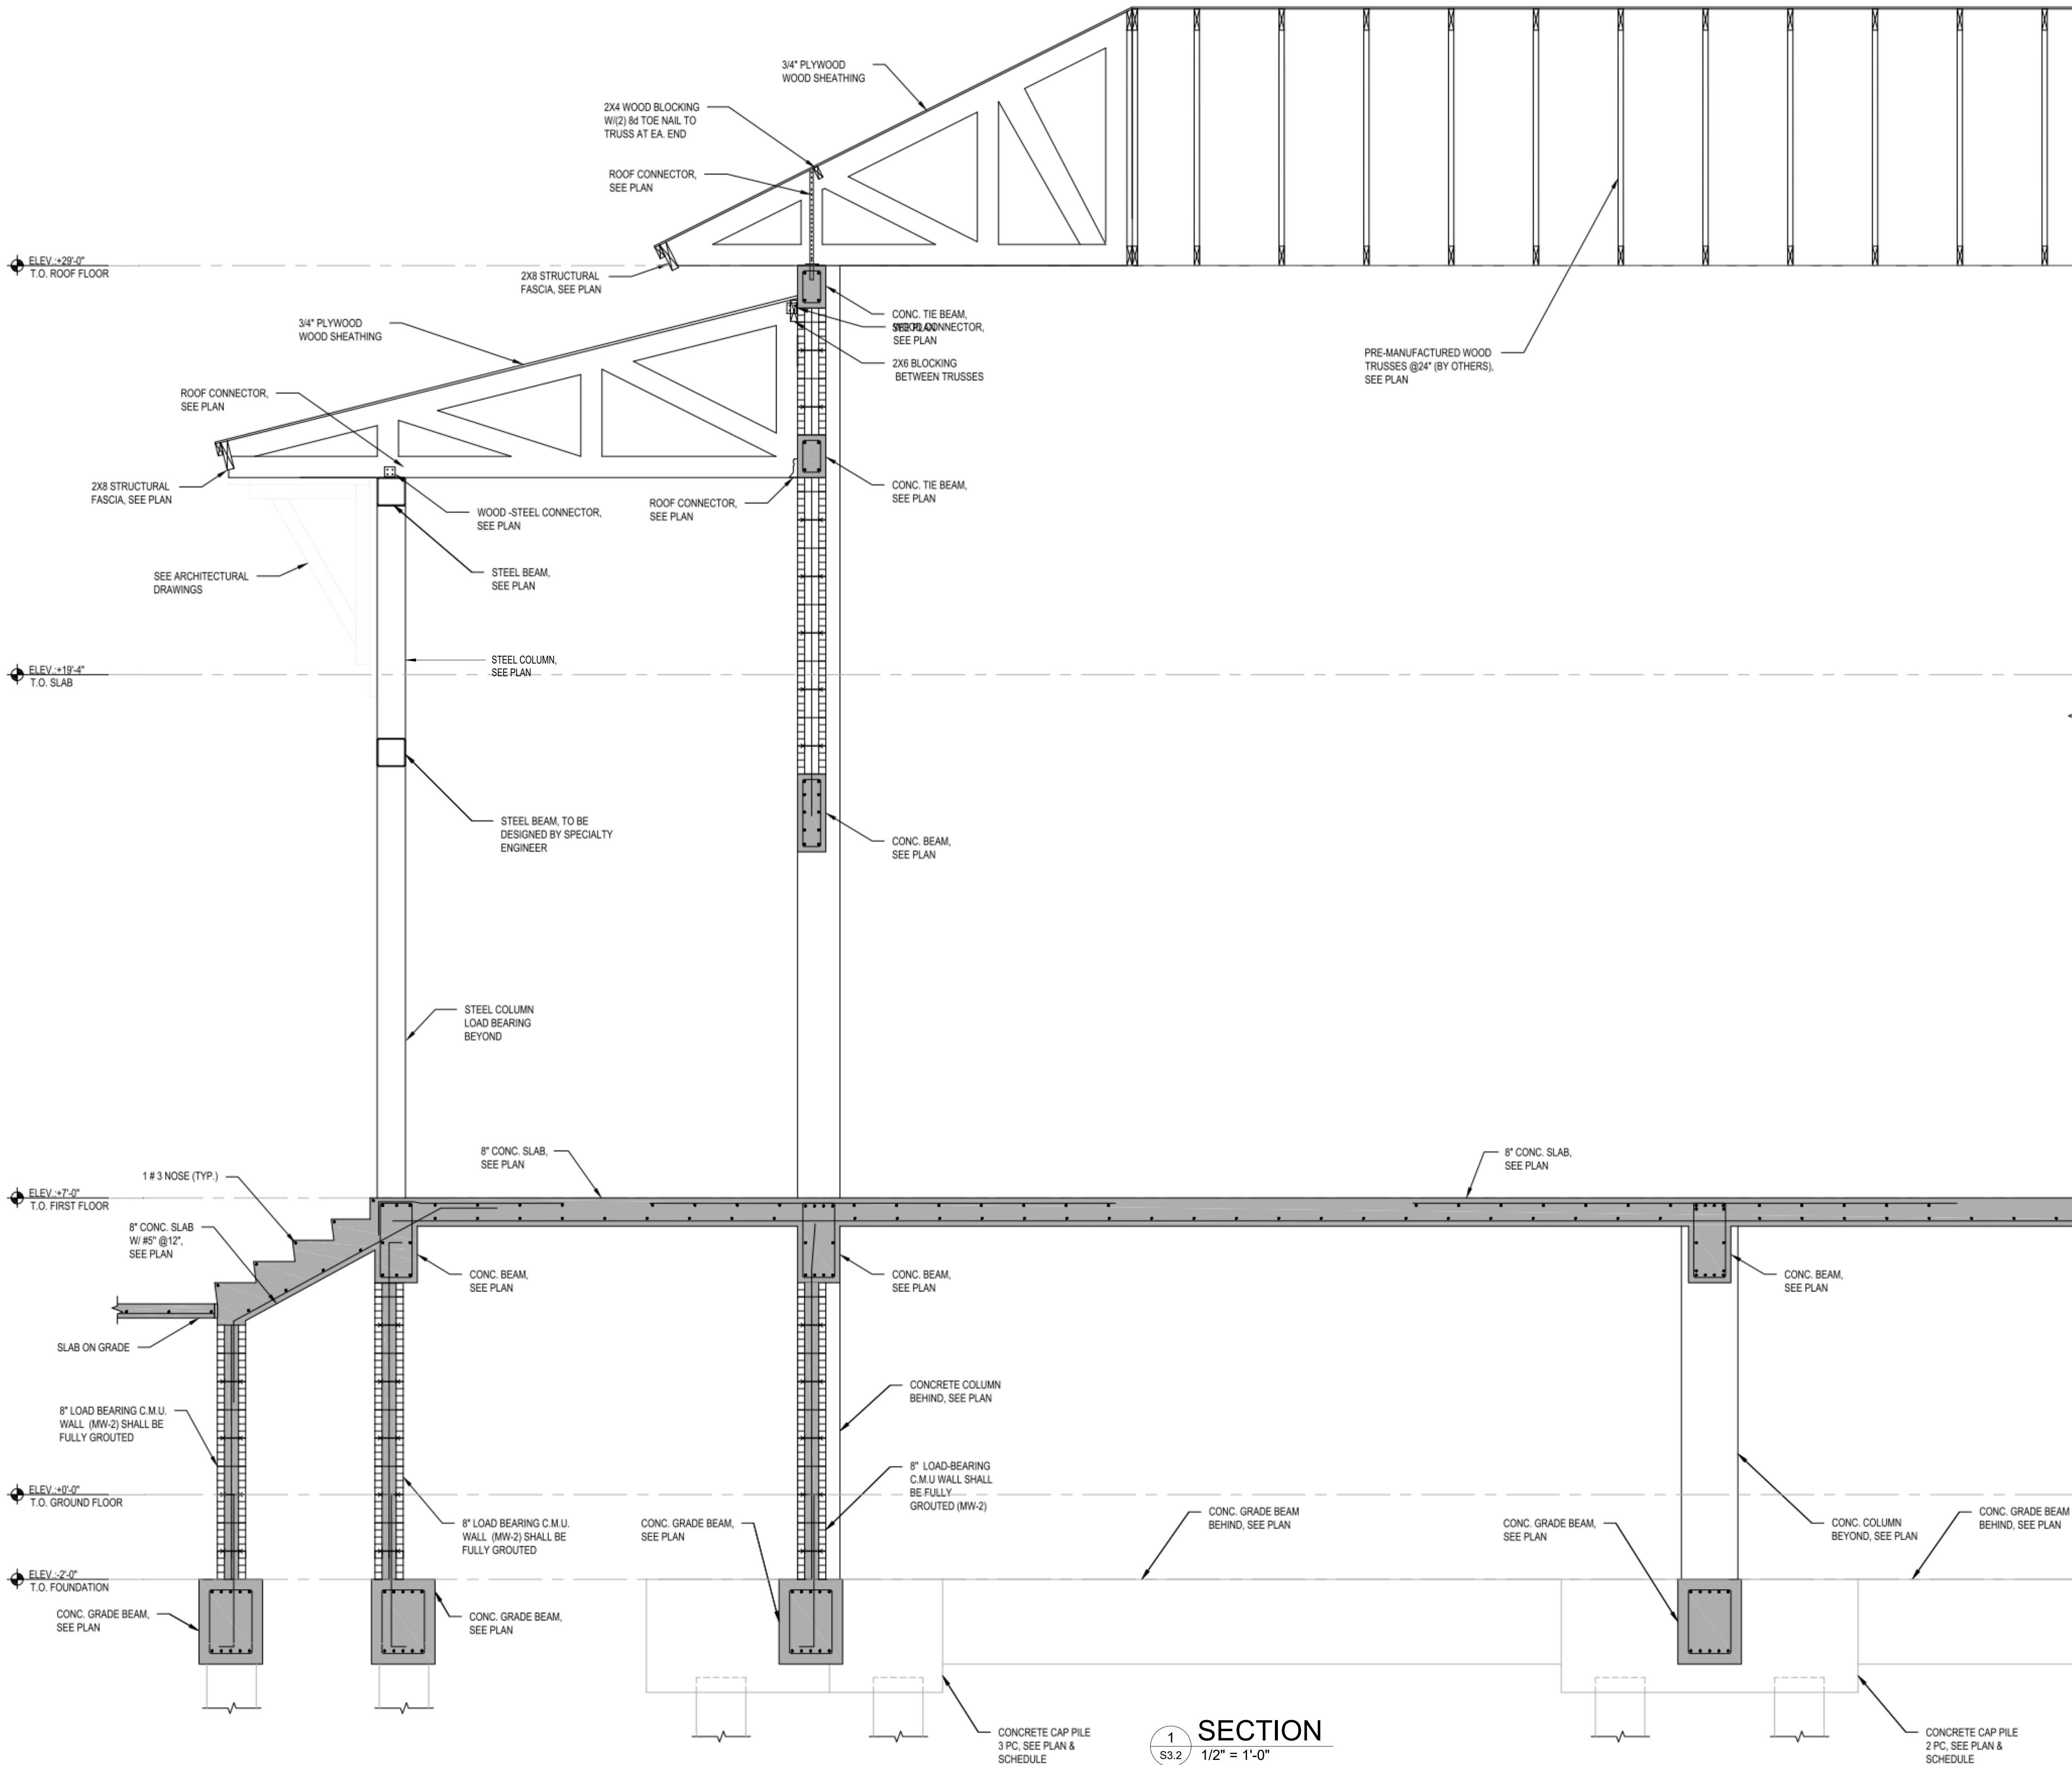 3/4" PLYWOOD
WOOD SHEATHING
2X4 WOOD BLOCKING
W/(2) 8d TOE NAIL TO
TRUSS AT EA. END
ROOF CONNECTOR,
SEE PLAN
ELEV.:+29'-0"
T.O. ROOF FLOOR
2X8 STRUCTURAL
FASCIA, SEE PLAN
CONC. TIE BEAM,
SEE PLAN
WOOD CONNECTOR,
SEE PLAN
3/4" PLYWOOD
WOOD SHEATHING
2X6 BLOCKING
BETWEEN TRUSSES
PRE-MANUFACTURED WOOD
TRUSSES @24" (BY OTHERS),
SEE PLAN
ROOF CONNECTOR,
SEE PLAN
2X8 STRUCTURAL
FASCIA, SEE PLAN
WOOD -STEEL CONNECTOR,
SEE PLAN
ROOF CONNECTOR,
SEE PLAN
CONC. TIE BEAM,
SEE PLAN
SEE ARCHITECTURAL
DRAWINGS
STEEL BEAM,
SEE PLAN
STEEL COLUMN,
SEE PLAN
ELEV.:+19'-4"
T.O. SLAB
STEEL BEAM, TO BE
DESIGNED BY SPECIALTY
ENGINEER
CONC. BEAM,
SEE PLAN
STEEL COLUMN
LOAD BEARING
BEYOND
8" CONC. SLAB,
SEE PLAN
8" CONC. SLAB,
SEE PLAN
1 # 3 NOSE (TYP.)
ELEV.:+7'-0"
T.O. FIRST FLOOR
8" CONC. SLAB
W/ #5" @12",
SEE PLAN
CONC. BEAM,
SEE PLAN
CONC. BEAM,
SEE PLAN
CONC. BEAM,
SEE PLAN
SLAB ON GRADE
8" LOAD BEARING C.M.U.
WALL (MW-2) SHALL BE
FULLY GROUTED
CONCRETE COLUMN
BEHIND, SEE PLAN
8" LOAD-BEARING
C.M.U WALL SHALL
BE FULLY
GROUTED (MW-2)
ELEV.:+0'-0"
T.O. GROUND FLOOR
8" LOAD BEARING C.M.U.
WALL (MW-2) SHALL BE
FULLY GROUTED
CONC. GRADE BEAM,
SEE PLAN
CONC. GRADE BEAM
BEHIND, SEE PLAN
CONC. GRADE BEAM,
SEE PLAN
CONC. COLUMN
BEYOND, SEE PLAN
CONC. GRADE BEAM
BEHIND, SEE PLAN
ELEV.:-2'-0"
T.O. FOUNDATION
CONC. GRADE BEAM,
SEE PLAN
CONC. GRADE BEAM,
SEE PLAN
CONCRETE CAP PILE
3 PC, SEE PLAN &
SCHEDULE
CONCRETE CAP PILE
2 PC, SEE PLAN &
SCHEDULE
1
S3.2
SECTION
1/2" = 1'-0"